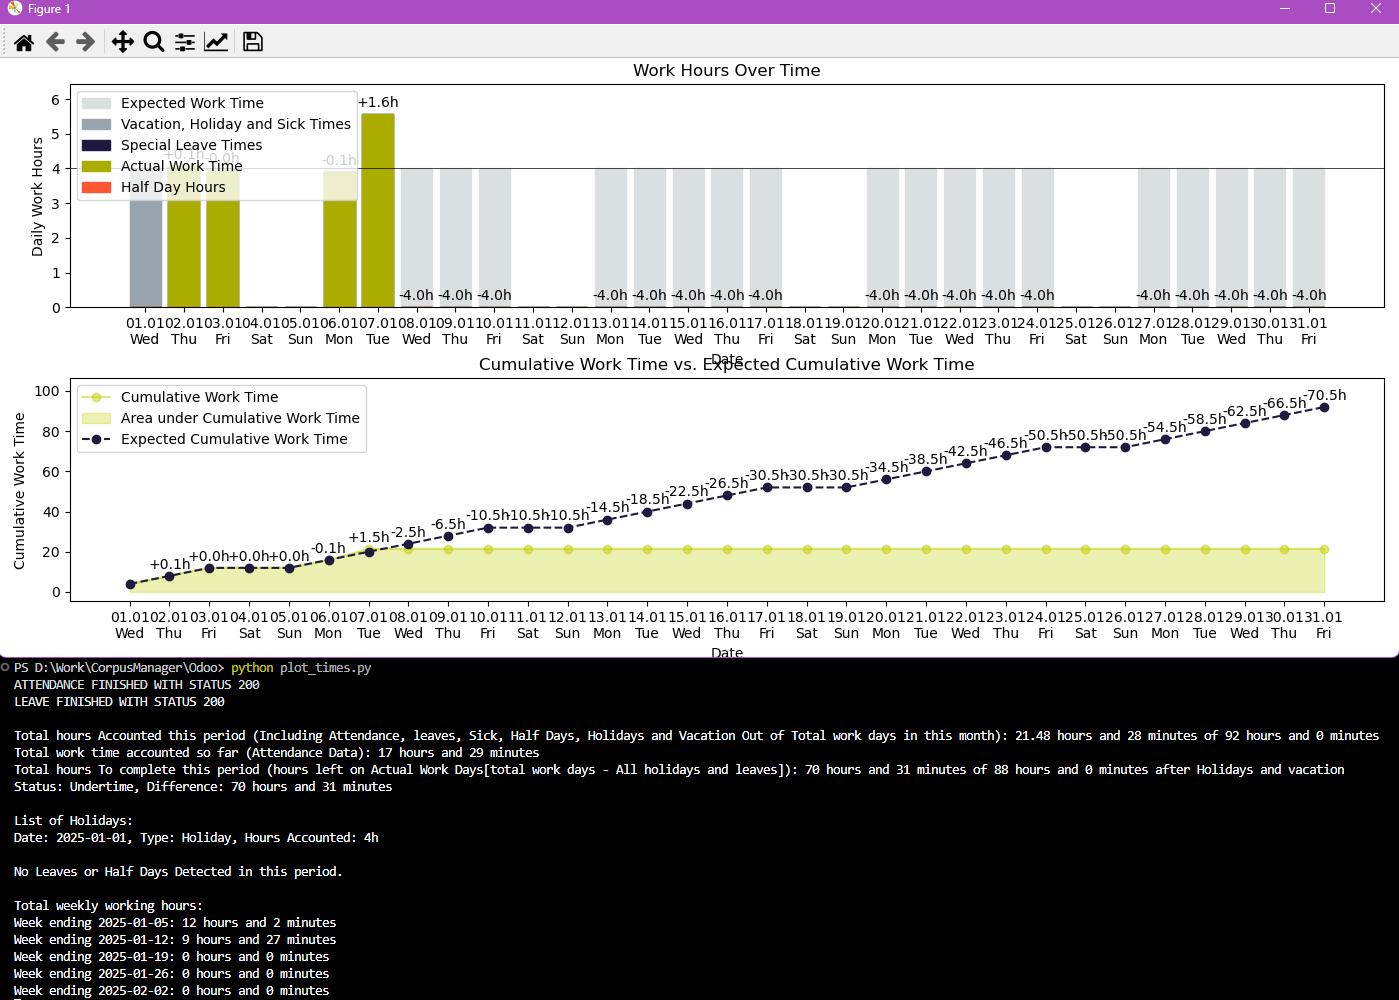 Figure 1
Work Hours Over Time
Daily Work Hours
6
5
4
3
2
1
0
Expected Work Time
Vacation, Holiday and Sick Times
Special Leave Times
Actual Work Time
Half Day Hours
+0.1h +0.0h -0.1h +1.6h -4.0h -4.0h -4.0h -4.0h -4.0h -4.0h -4.0h -4.0h -4.0h -4.0h -4.0h -4.0h -4.0h -4.0h -4.0h -4.0h -4.0h -4.0h
01.01 02.01 03.01 04.01 05.01 06.01 07.01 08.01 09.01 10.01 11.01 12.01 13.01 14.01 15.01 16.01 17.01 18.01 19.01 20.01 21.01 22.01 23.01 24.01 25.01 26.01 27.01 28.01 29.01 30.01 31.01
Wed Thu Fri Sat Sun Mon Tue Wed Thu Fri Sat Sun Mon Tue Wed Thu Fri Sat Sun Mon Tue Wed Thu Fri Sat Sun Mon Tue Wed Thu Fri
Date
Cumulative Work Time vs. Expected Cumulative Work Time
Cumulative Work Time
100
80
60
40
20
0
Cumulative Work Time
Area under Cumulative Work Time
Expected Cumulative Work Time
+0.1h +0.0h +0.0h +0.0h -0.1h +1.5h -2.5h -6.5h -10.5h -10.5h -10.5h -14.5h -18.5h -22.5h -26.5h -30.5h -30.5h -30.5h -34.5h -38.5h -42.5h -46.5h -50.5h -50.5h -50.5h -54.5h -58.5h -62.5h -66.5h -70.5h
01.01 02.01 03.01 04.01 05.01 06.01 07.01 08.01 09.01 10.01 11.01 12.01 13.01 14.01 15.01 16.01 17.01 18.01 19.01 20.01 21.01 22.01 23.01 24.01 25.01 26.01 27.01 28.01 29.01 30.01 31.01
Wed Thu Fri Sat Sun Mon Tue Wed Thu Fri Sat Sun Mon Tue Wed Thu Fri Sat Sun Mon Tue Wed Thu Fri Sat Sun Mon Tue Wed Thu Fri
Date
PS D:\Work\CorpusManager\Odoo> python plot_times.py
ATTENDANCE FINISHED WITH STATUS 200
LEAVE FINISHED WITH STATUS 200
Total hours Accounted this period (Including Attendance, leaves, Sick, Half Days, Holidays and Vacation Out of Total work days in this month): 21.48 hours and 28 minutes of 92 hours and 0 minutes
Total work time accounted so far (Attendance Data): 17 hours and 29 minutes
Total hours To complete this period (hours left on Actual Work Days[total work days - All holidays and leaves]): 70 hours and 31 minutes of 88 hours and 0 minutes after Holidays and vacation
Status: Undertime, Difference: 70 hours and 31 minutes
List of Holidays:
Date: 2025-01-01, Type: Holiday, Hours Accounted: 4h
No Leaves or Half Days Detected in this period.
Total weekly working hours:
Week ending 2025-01-05: 12 hours and 2 minutes
Week ending 2025-01-12: 9 hours and 27 minutes
Week ending 2025-01-19: 0 hours and 0 minutes
Week ending 2025-01-26: 0 hours and 0 minutes
Week ending 2025-02-02: 0 hours and 0 minutes